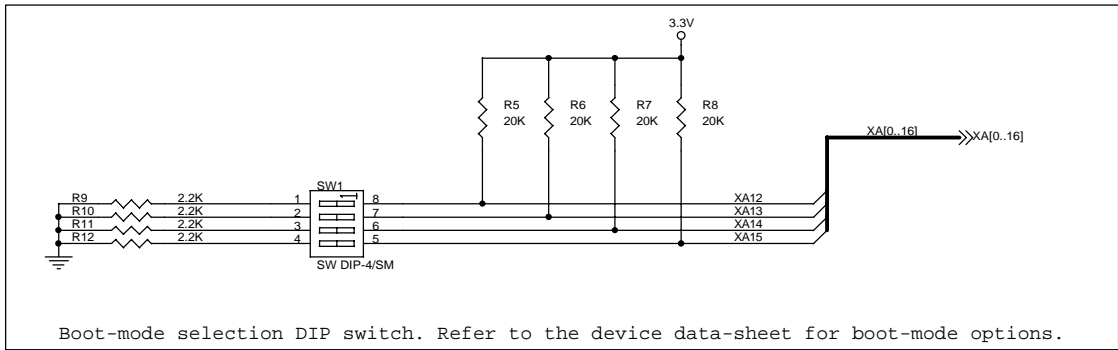 3.3V
R5 R6 R7 R8
20K 20K 20K 20K
XA[0..16] XA[0..16]
SW1
R9 2.2K 1 8 XA12
R10 2.2K 2 7 XA13
R11 2.2K 3 6 XA14
R12 2.2K 4 5 XA15
SW DIP-4/SM
Boot-mode selection DIP switch. Refer to the device data-sheet for boot-mode options.